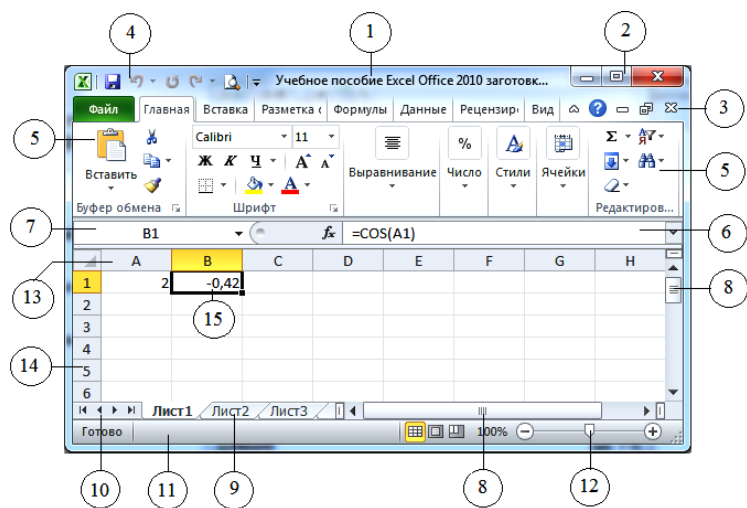 4 1 2
Учебное пособие Excel Office 2010 заготовк...
Файл Главная Вставка Разметка с Формулы Данные Рецензиро Вид
3
5
Calibri 11
Ж К Ч А А
Вставить Выравнивание Число Стили Ячейки
%
Σ
5
Буфер обмена Шрифт Редактиров...
7 B1 fx =COS(A1) 6
A B C D E F G H
13
1 2 -0,42
8
2
15
3
4
14 5
6
Лист1 Лист2 Лист3
Готово 100%
10 11 9 8 12